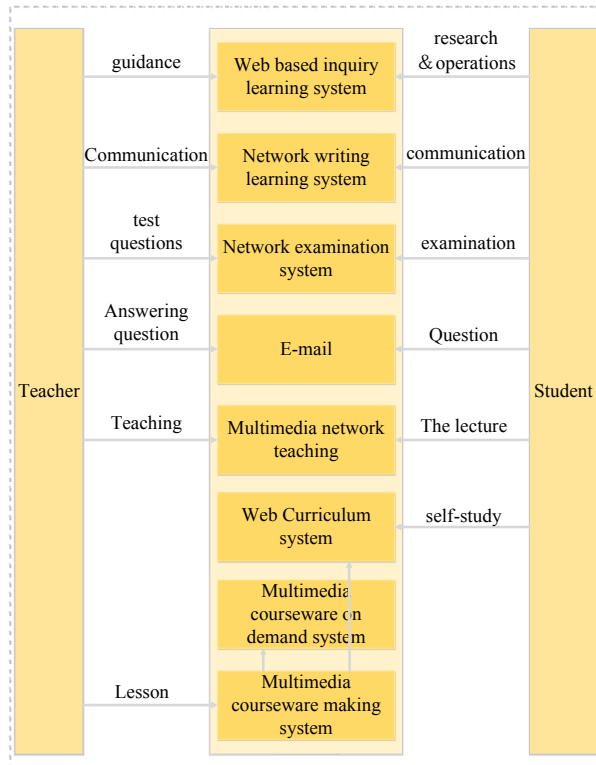 guidance
Web based inquiry
learning system
research
& operations
Communication
Network writing
learning system
communication
test
questions
Network examination
system
examination
Answering
question
E-mail
Question
Teacher
Student
Teaching
Multimedia network
teaching
The lecture
Web Curriculum
system
self-study
Multimedia
courseware on
demand system
Lesson
Multimedia
courseware making
system